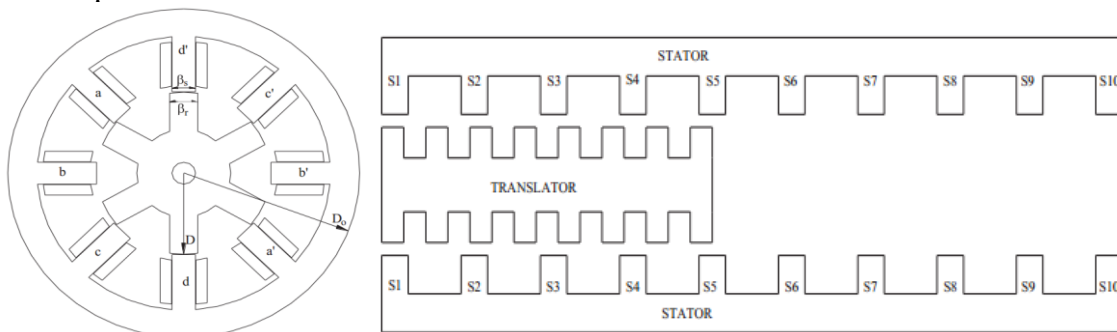 d'
βs
a
c'
βr
b
b'
Do
D
c
a'
d
STATOR
S1 S2 S3 S4 S5 S6 S7 S8 S9 S10
TRANSLATOR
S1 S2 S3 S4 S5 S6 S7 S8 S9 S10
STATOR